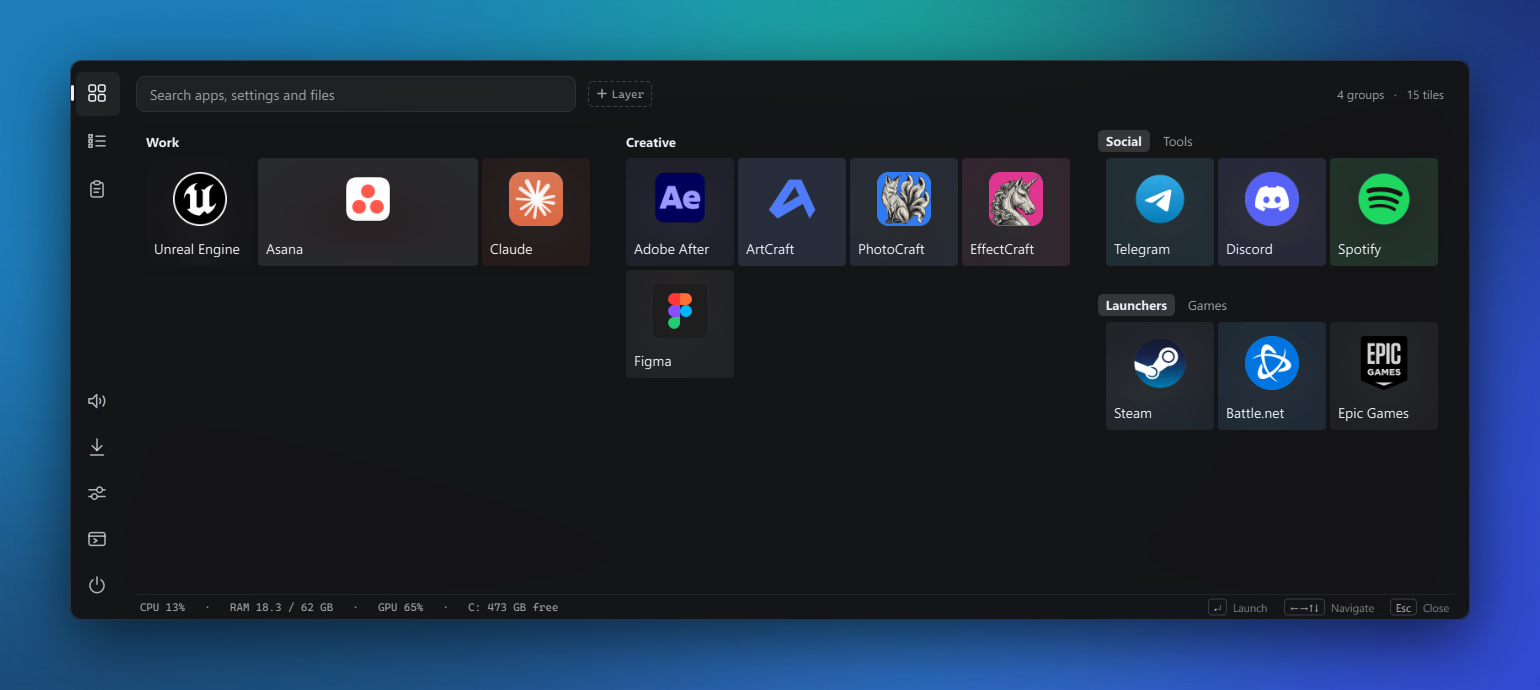 Search apps, settings and files
+ Layer
4 groups · 15 tiles
Work
Unreal Engine
Asana
Claude
Creative
Ae
Adobe After
ArtCraft
PhotoCraft
EffectCraft
Figma
Social Tools
Telegram
Discord
Spotify
Launchers Games
Steam
Battle.net
EPIC
GAMES
Epic Games
CPU 13% · RAM 18.3 / 62 GB · GPU 65% · C: 473 GB free
↵ Launch ←→↑↓ Navigate Esc Close